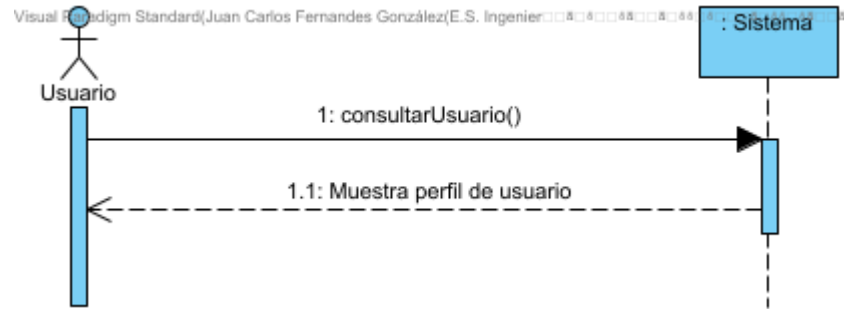 Visual Paradigm Standard(Juan Carlos Fernandes González(E.S. Ingenier
: Sistema
Usuario
1: consultarUsuario()
1.1: Muestra perfil de usuario